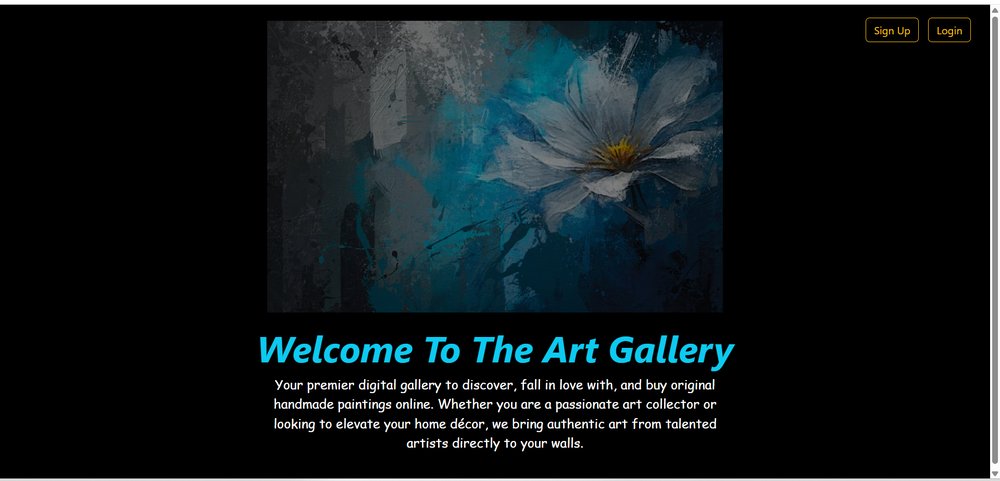 Sign Up
Login
Welcome To The Art Gallery
Your premier digital gallery to discover, fall in love with, and buy original
handmade paintings online. Whether you are a passionate art collector or
looking to elevate your home décor, we bring authentic art from talented
artists directly to your walls.